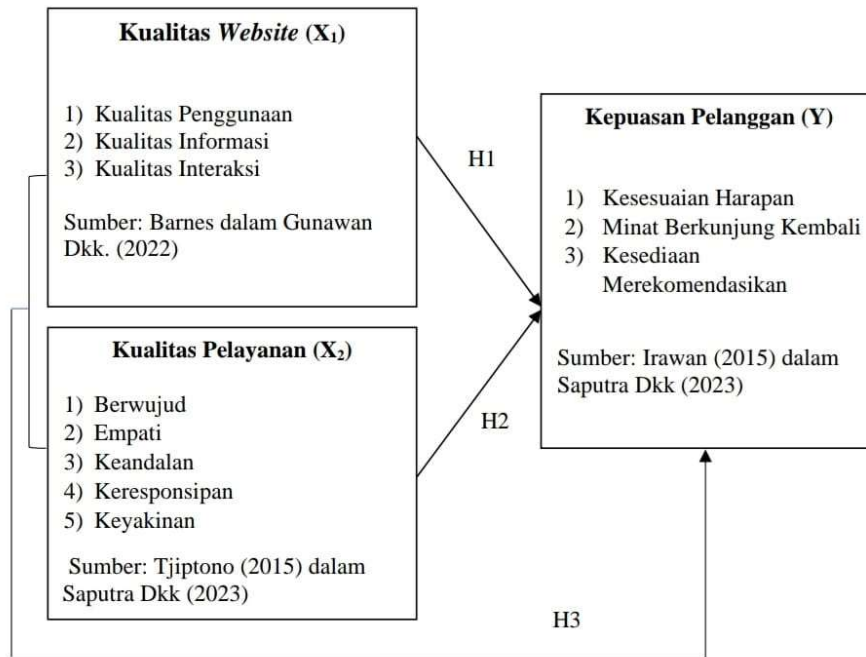 Kualitas Website (X₁)
1) Kualitas Penggunaan
2) Kualitas Informasi
3) Kualitas Interaksi
Sumber: Barnes dalam Gunawan
Dkk. (2022)
H1
Kualitas Pelayanan (X₂)
1) Berwujud
2) Empati
3) Keandalan
4) Keresponsipan
5) Keyakinan
Sumber: Tjiptono (2015) dalam
Saputra Dkk (2023)
H2
Kepuasan Pelanggan (Y)
1) Kesesuaian Harapan
2) Minat Berkunjung Kembali
3) Kesediaan
Merekomendasikan
Sumber: Irawan (2015) dalam
Saputra Dkk (2023)
H3